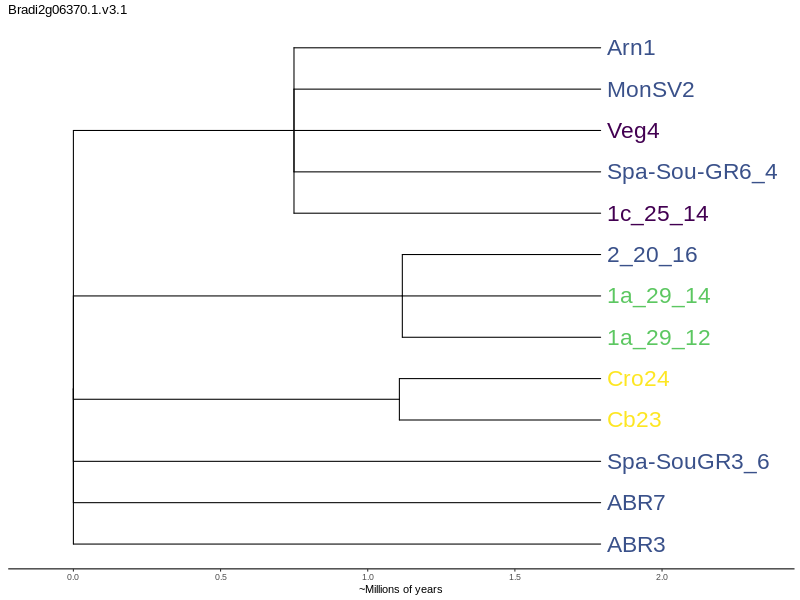 Bradi2g06370.1.v3.1
Arn1
MonSV2
Veg4
Spa-Sou-GR6_4
1c_25_14
2_20_16
1a_29_14
1a_29_12
Cro24
Cb23
Spa-SouGR3_6
ABR7
ABR3
0.0 0.5 1.0 1.5 2.0
~Millions of years